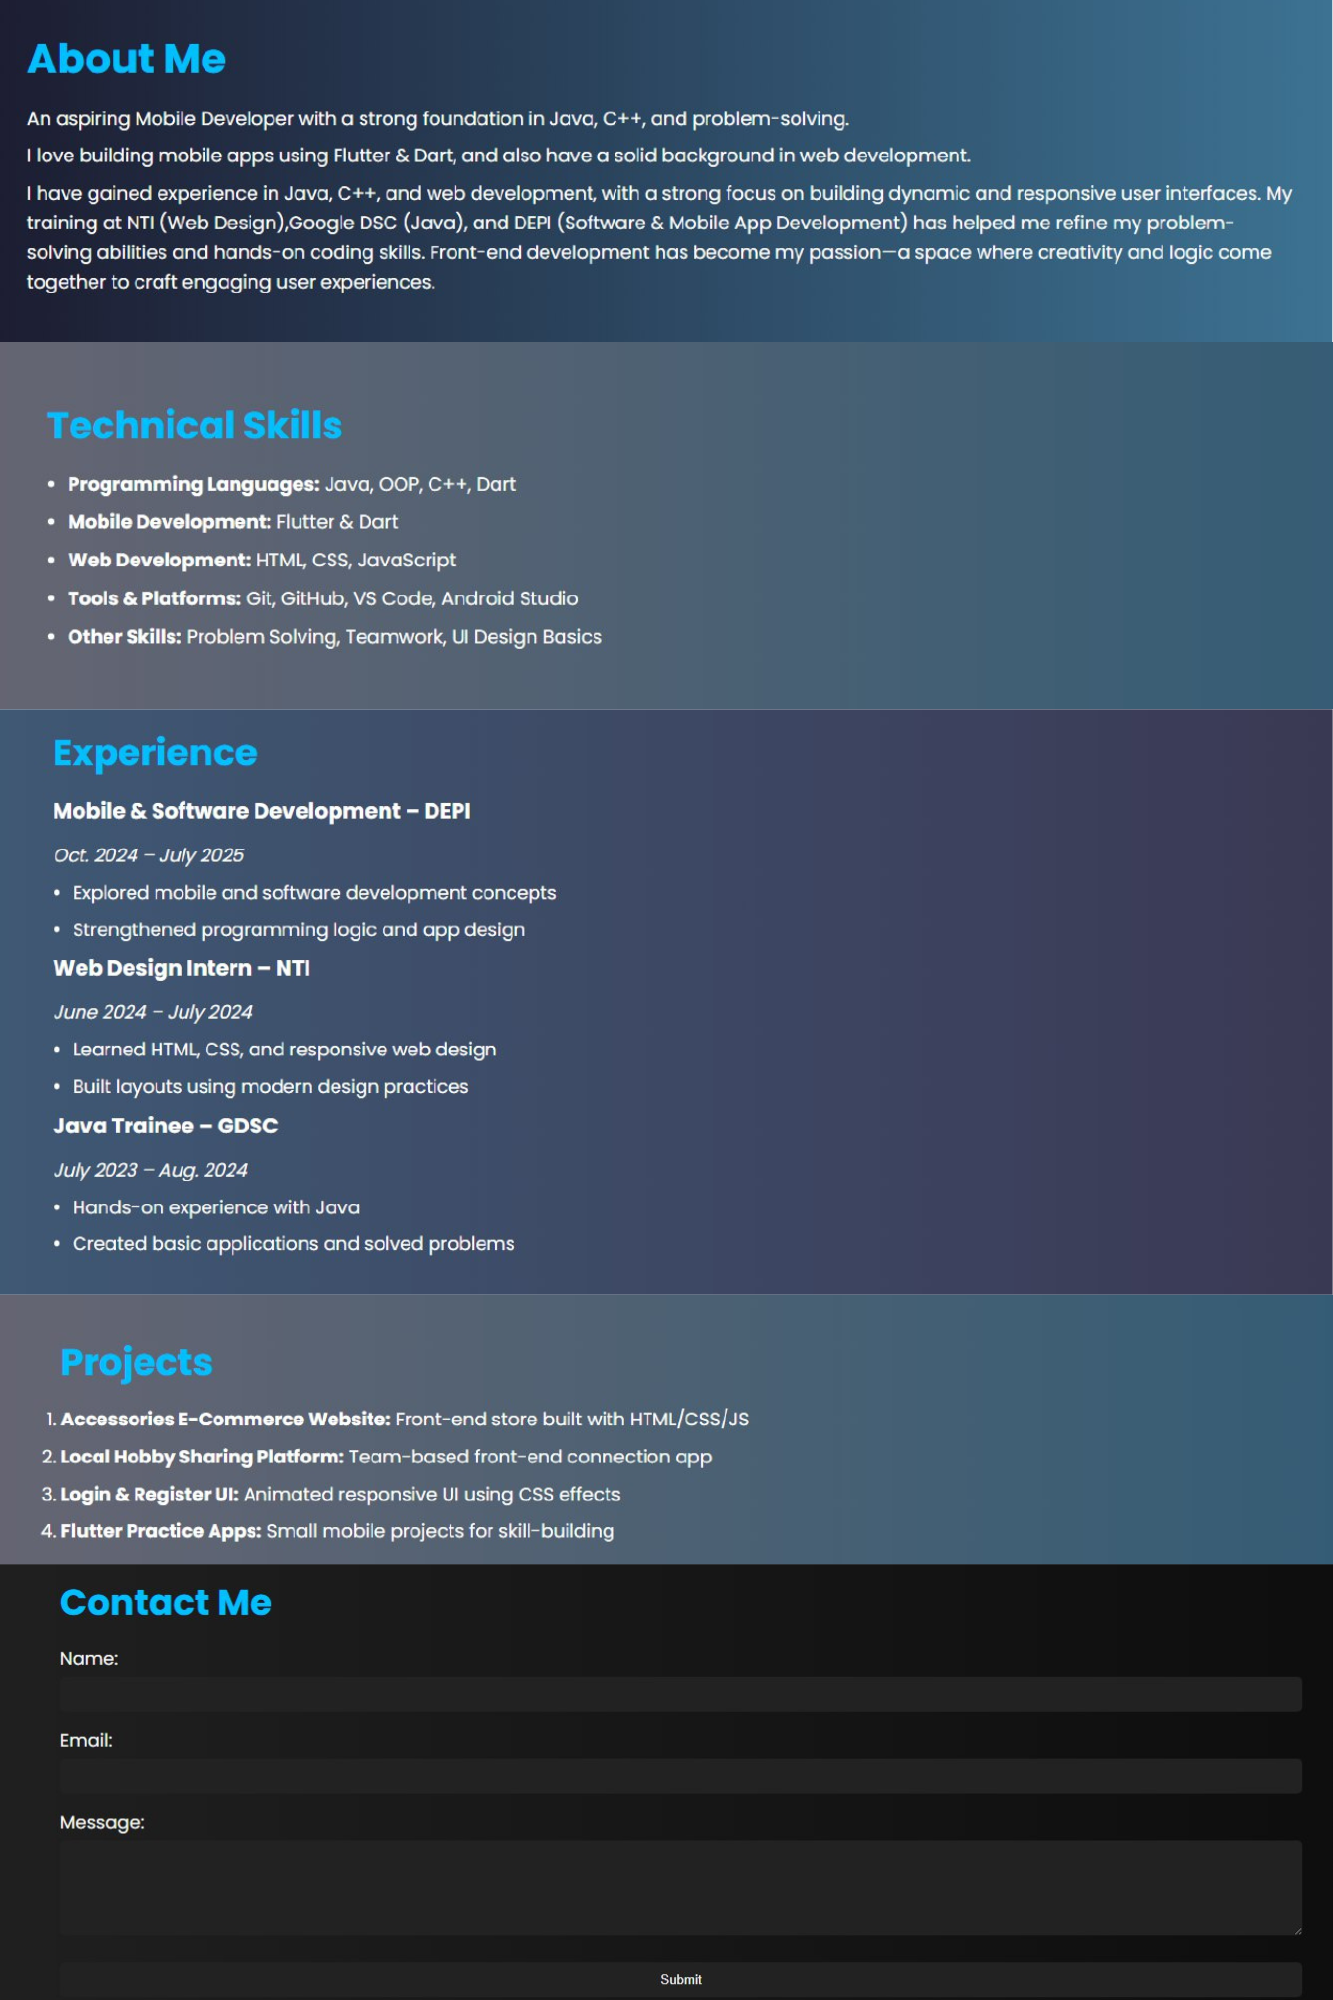 About Me
An aspiring Mobile Developer with a strong foundation in Java, C++, and problem-solving.
I love building mobile apps using Flutter & Dart, and also have a solid background in web development.
I have gained experience in Java, C++, and web development, with a strong focus on building dynamic and responsive user interfaces. My
training at NTI (Web Design),Google DSC (Java), and DEPI (Software & Mobile App Development) has helped me refine my problem-
solving abilities and hands-on coding skills. Front-end development has become my passion—a space where creativity and logic come
together to craft engaging user experiences.
Technical Skills
• Programming Languages: Java, OOP, C++, Dart
• Mobile Development: Flutter & Dart
• Web Development: HTML, CSS, JavaScript
• Tools & Platforms: Git, GitHub, VS Code, Android Studio
• Other Skills: Problem Solving, Teamwork, UI Design Basics
Experience
Mobile & Software Development – DEPI
Oct. 2024 – July 2025
• Explored mobile and software development concepts
• Strengthened programming logic and app design
Web Design Intern – NTI
June 2024 – July 2024
• Learned HTML, CSS, and responsive web design
• Built layouts using modern design practices
Java Trainee – GDSC
July 2023 – Aug. 2024
• Hands-on experience with Java
• Created basic applications and solved problems
Projects
1. Accessories E-Commerce Website: Front-end store built with HTML/CSS/JS
2. Local Hobby Sharing Platform: Team-based front-end connection app
3. Login & Register UI: Animated responsive UI using CSS effects
4. Flutter Practice Apps: Small mobile projects for skill-building
Contact Me
Name:
Email:
Message:
Submit